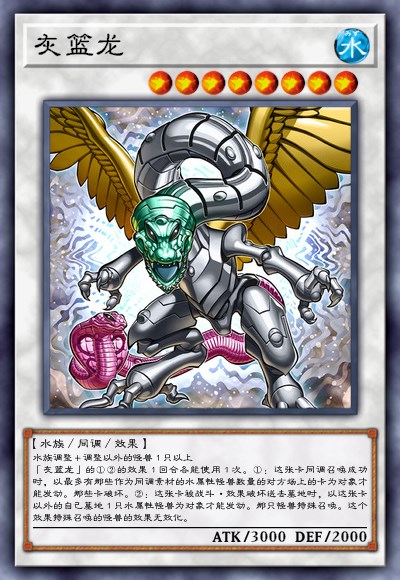 灰篮龙
水
【水族／同调／效果】
水族调整＋调整以外的怪兽1只以上
「灰篮龙」的①②的效果1回合各能使用1次。①：这张卡同调召唤成功
时，以最多有那些作为同调素材的水属性怪兽数量的对方场上的卡为对象才
能发动。那些卡破坏。②：这张卡被战斗·效果破坏送去墓地时，以这张卡
以外的自己墓地1只水属性怪兽为对象才能发动。那只怪兽特殊召唤。这个
效果特殊召唤的怪兽的效果无效化。
ATK/3000 DEF/2000